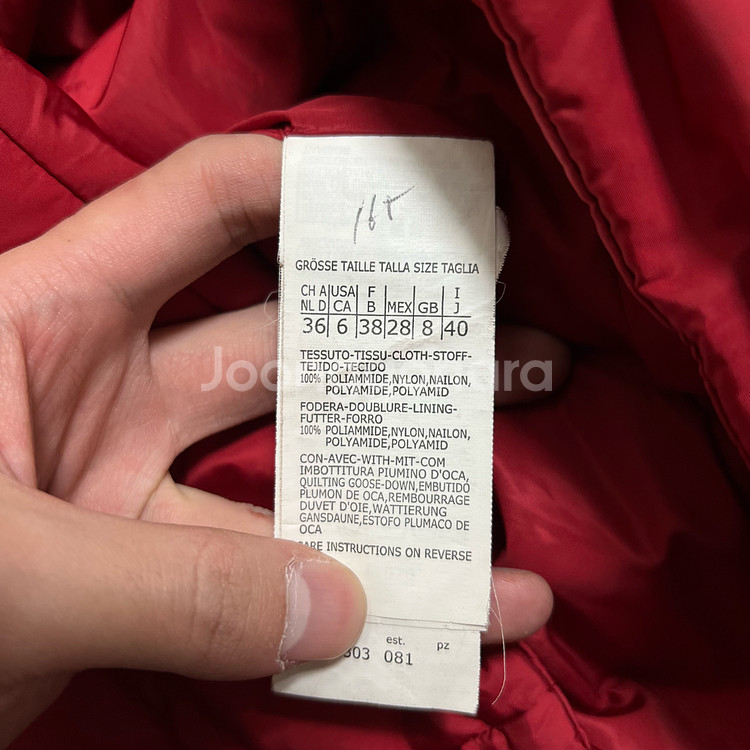 165
GRÖSSE TAILLE TALLA SIZE TAGLIA
CH A USA F I
NL D CA B MEX GB J
36 6 38 28 8 40
TESSUTO-TISSU-CLOTH-STOFF-
TEJIDO-TECIDO
100% POLIAMMIDE,NYLON,NAILON,
POLYAMIDE,POLYAMID
FODERA-DOUBLURE-LINING-
FUTTER-FORRO
100% POLIAMMIDE,NYLON,NAILON,
POLYAMIDE,POLYAMID
CON-AVEC-WITH-MIT-COM
IMBOTTITURA PIUMINO D'OCA,
QUILTING GOOSE-DOWN,EMBUTIDO
PLUMON DE OCA,REMBOURRAGE
DUVET D'OIE,WATTIERUNG
GANSDAUNE,ESTOFO PLUMACO DE
OCA
CARE INSTRUCTIONS ON REVERSE
est. pz
303 081